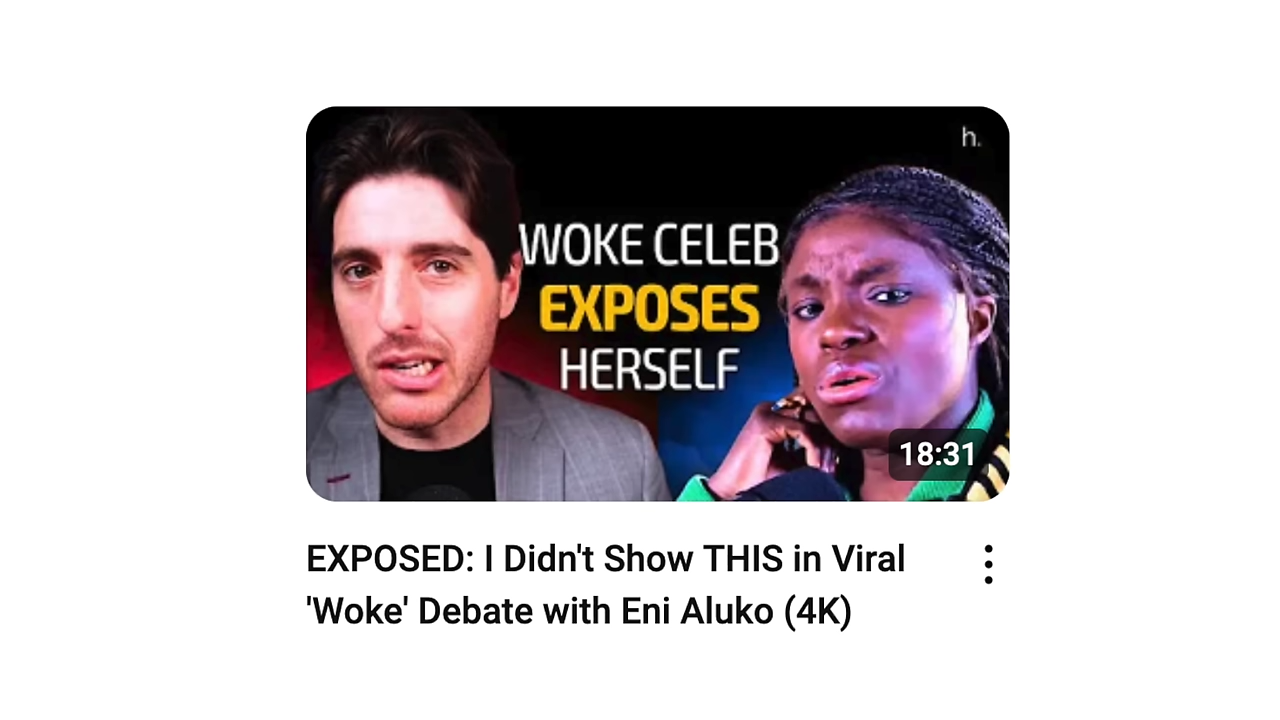 h.
WOKE CELEB
EXPOSES
HERSELF
18:31
EXPOSED: I Didn't Show THIS in Viral
'Woke' Debate with Eni Aluko (4K)